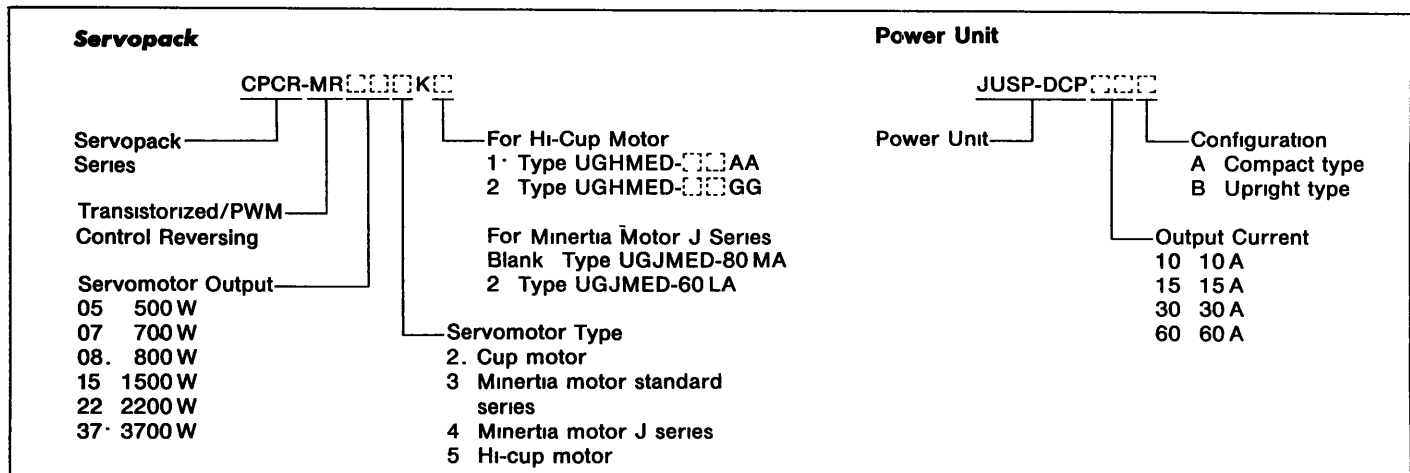 Servopack
CPCR-MR□□□K□
Servopack
Series
Transistorized/PWM
Control Reversing
Servomotor Output
05 500 W
07 700 W
08. 800 W
15 1500 W
22 2200 W
37· 3700 W
For Hi-Cup Motor
1· Type UGHMED-□□AA
2 Type UGHMED-□□GG
For Minertia Motor J Series
Blank Type UGJMED-80 MA
2 Type UGJMED-60 LA
Servomotor Type
2. Cup motor
3 Minertia motor standard
series
4 Minertia motor J series
5 Hi-cup motor
Power Unit
JUSP-DCP□□□
Power Unit
Configuration
A Compact type
B Upright type
Output Current
10 10 A
15 15 A
30 30 A
60 60 A